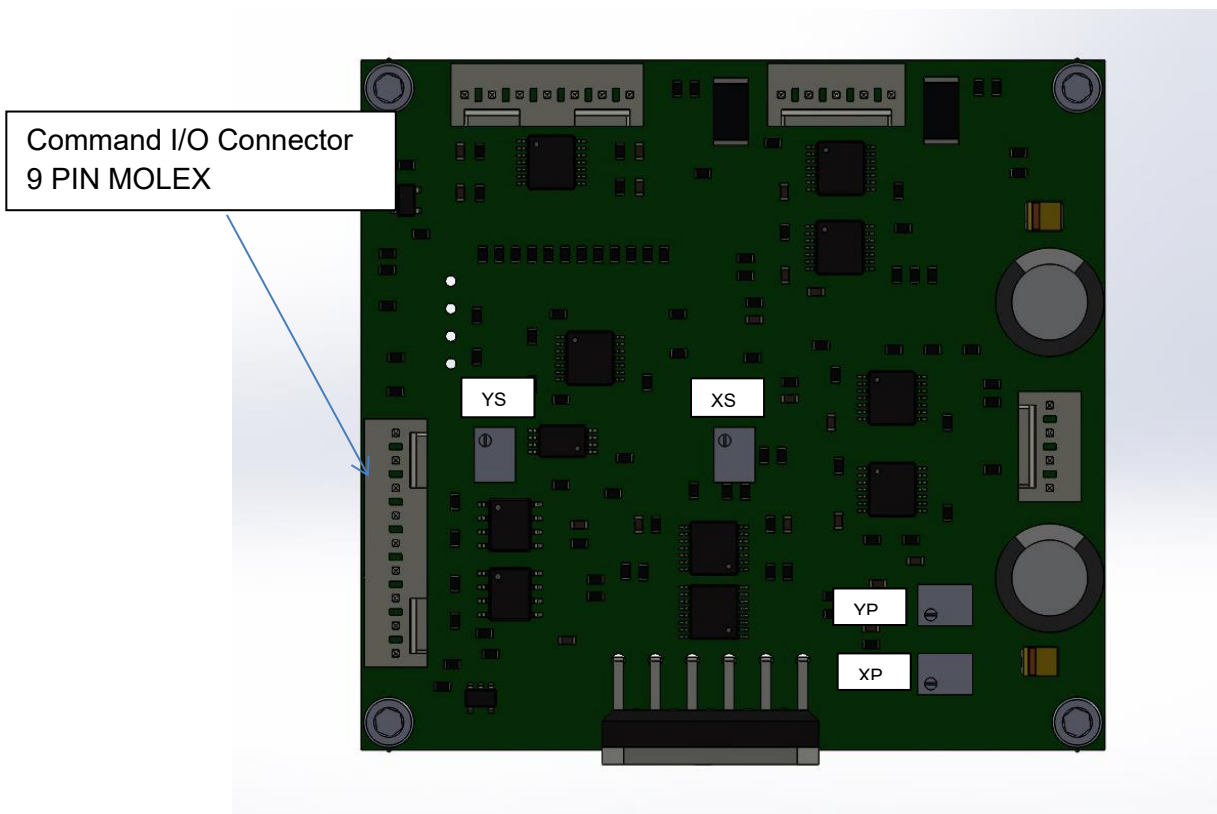 Command I/O Connector
9 PIN MOLEX
YS
XS
YP
XP